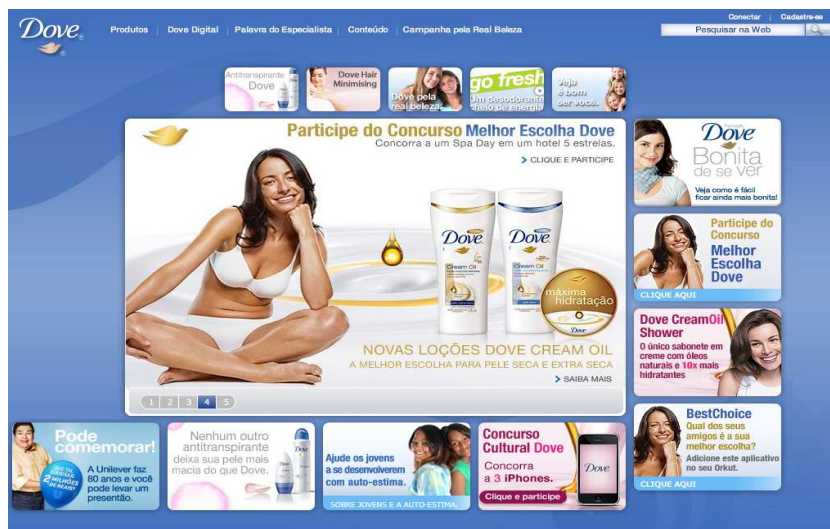 Dove
Produtos
Dove Digital
Palavra do Especialista
Conteúdo
Campanha pela Real Beleza
Conectar
Cadastre-se
Pesquisar na Web
Antitranspirante
Dove
Dove Hair
Minimising
Dove pela
real beleza.
go fresh
Um desodorante
cheio de energia
Veja
é bom
ser você.
Participe do Concurso Melhor Escolha Dove
Concorra a um Spa Day em um hotel 5 estrelas.
CLIQUE E PARTICIPE
Dove
Cream Oil
Dove
Cream Oil
máxima
hidratação
Dove
NOVAS LOÇÕES DOVE CREAM OIL
A MELHOR ESCOLHA PARA PELE SECA E EXTRA SECA
SAIBA MAIS
1 2 3 4 5
Dove
Bonita
de se ver
Veja como é fácil
ficar ainda mais bonita!
Participe do
Concurso
Melhor
Escolha
Dove
CLIQUE AQUI
Dove CreamOil
Shower
O único sabonete em
creme com óleos
naturais e 10x mais
hidratantes
BestChoice
Qual dos seus
amigos é a sua
melhor escolha?
Adicione este aplicativo
no seu Orkut.
CLIQUE AQUI
Pode
comemorar!
2 MILHÕES
DE REAIS?
A Unilever faz
80 anos e você
pode levar um
presentão.
Nenhum outro
antitranspirante
deixa sua pele mais
macia do que Dove.
Ajude os jovens
a se desenvolverem
com auto-estima.
SOBRE JOVENS E A AUTO-ESTIMA.
Concurso
Cultural Dove
Concorra
a 3 iPhones.
Clique e participe
Dove